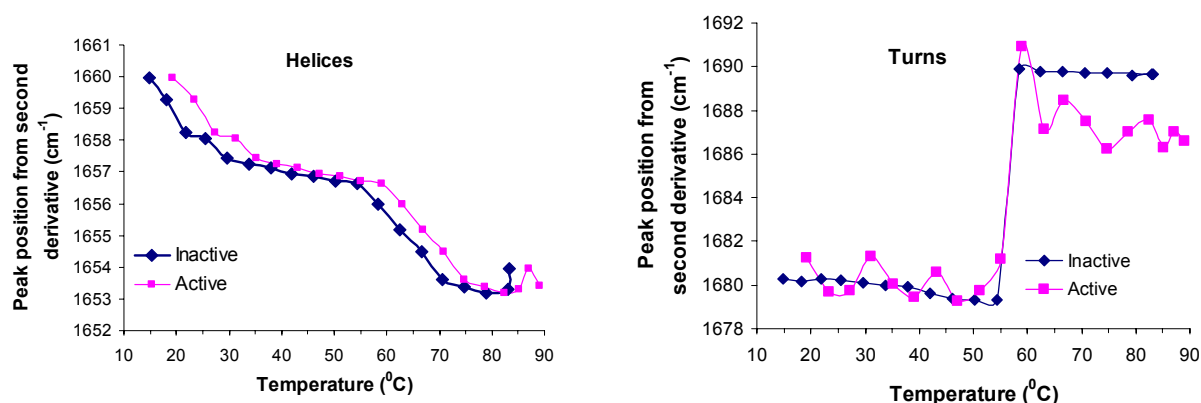 Helices
Peak position from second
derivative (cm-1)
1661
1660
1659
1658
1657
1656
1655
1654
1653
1652
Inactive
Active
10 20 30 40 50 60 70 80 90
Temperature (0C)
Turns
Peak position from
second derivative (cm-1)
1692
1690
1688
1686
1684
1682
1680
1678
Inactive
Active
10 20 30 40 50 60 70 80 90
Temperature (0C)